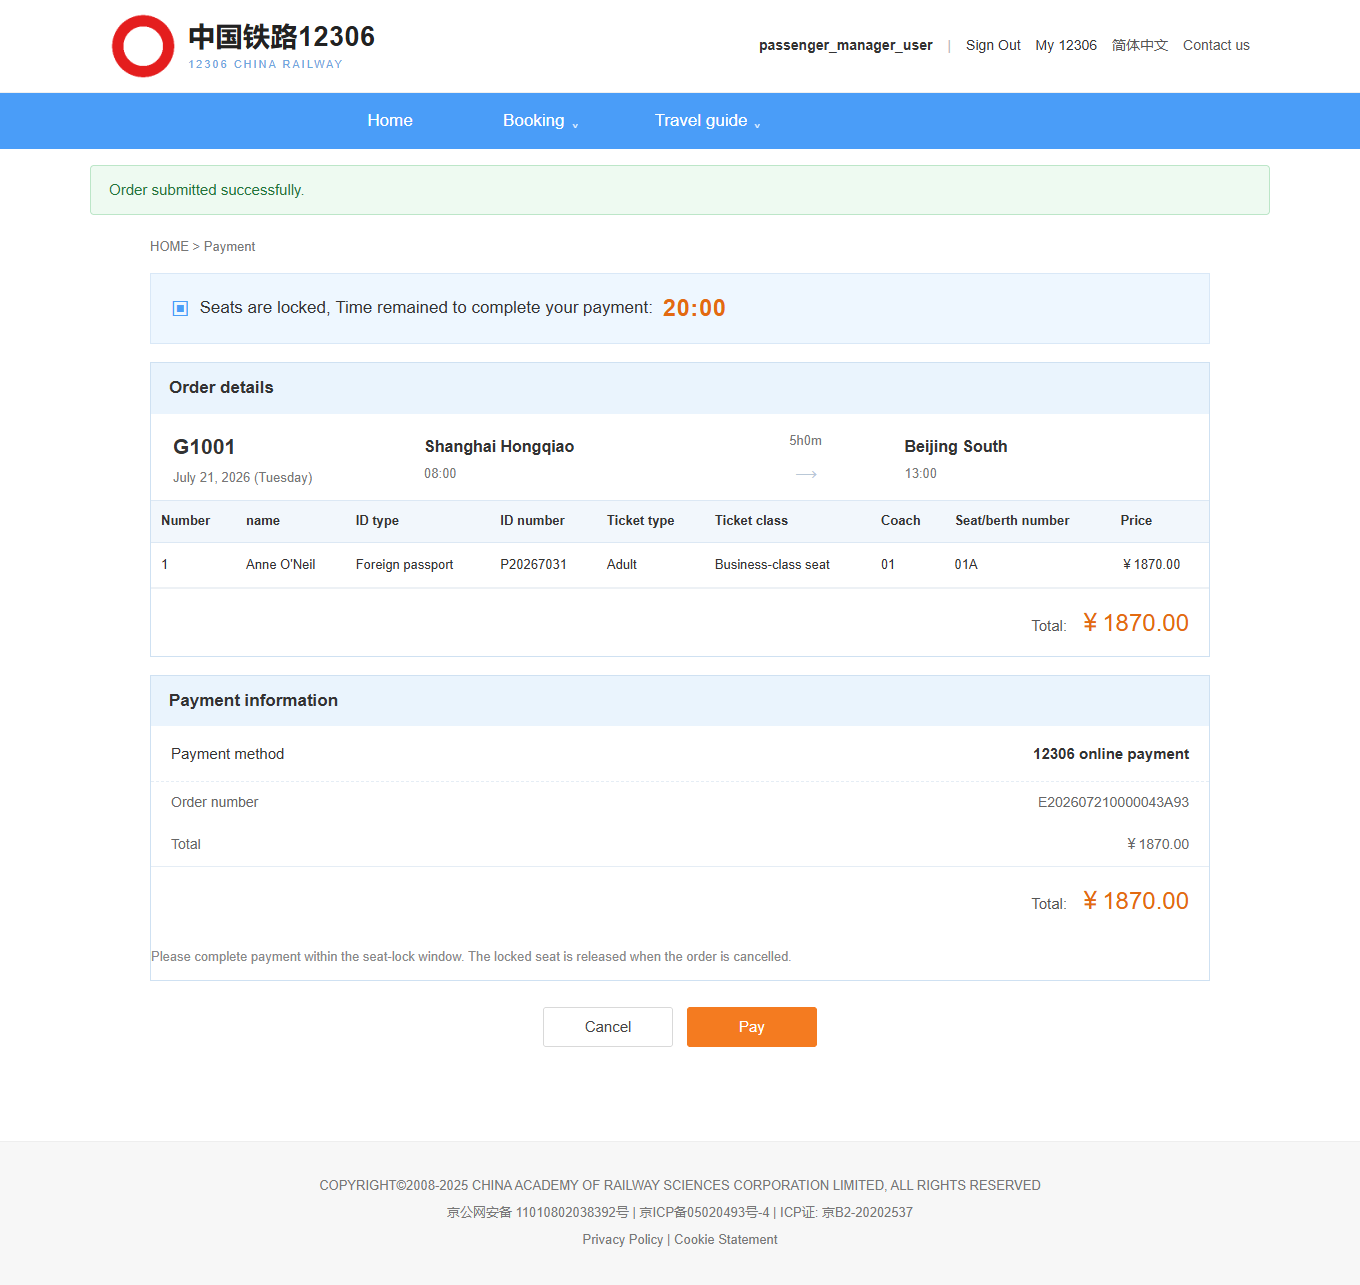 中国铁路12306
12306 CHINA RAILWAY
passenger_manager_user | Sign Out My 12306 简体中文 Contact us
Home Booking Travel guide
Order submitted successfully.
HOME > Payment
Seats are locked, Time remained to complete your payment: 20:00
Order details
G1001 Shanghai Hongqiao 5h0m Beijing South
July 21, 2026 (Tuesday) 08:00 → 13:00
Number name ID type ID number Ticket type Ticket class Coach Seat/berth number Price
1 Anne O'Neil Foreign passport P20267031 Adult Business-class seat 01 01A ¥ 1870.00
Total: ¥ 1870.00
Payment information
Payment method 12306 online payment
Order number E202607210000043A93
Total ¥ 1870.00
Total: ¥ 1870.00
Please complete payment within the seat-lock window. The locked seat is released when the order is cancelled.
Cancel Pay
COPYRIGHT©2008-2025 CHINA ACADEMY OF RAILWAY SCIENCES CORPORATION LIMITED, ALL RIGHTS RESERVED
京公网安备 11010802038392号 | 京ICP备05020493号-4 | ICP证: 京B2-20202537
Privacy Policy | Cookie Statement